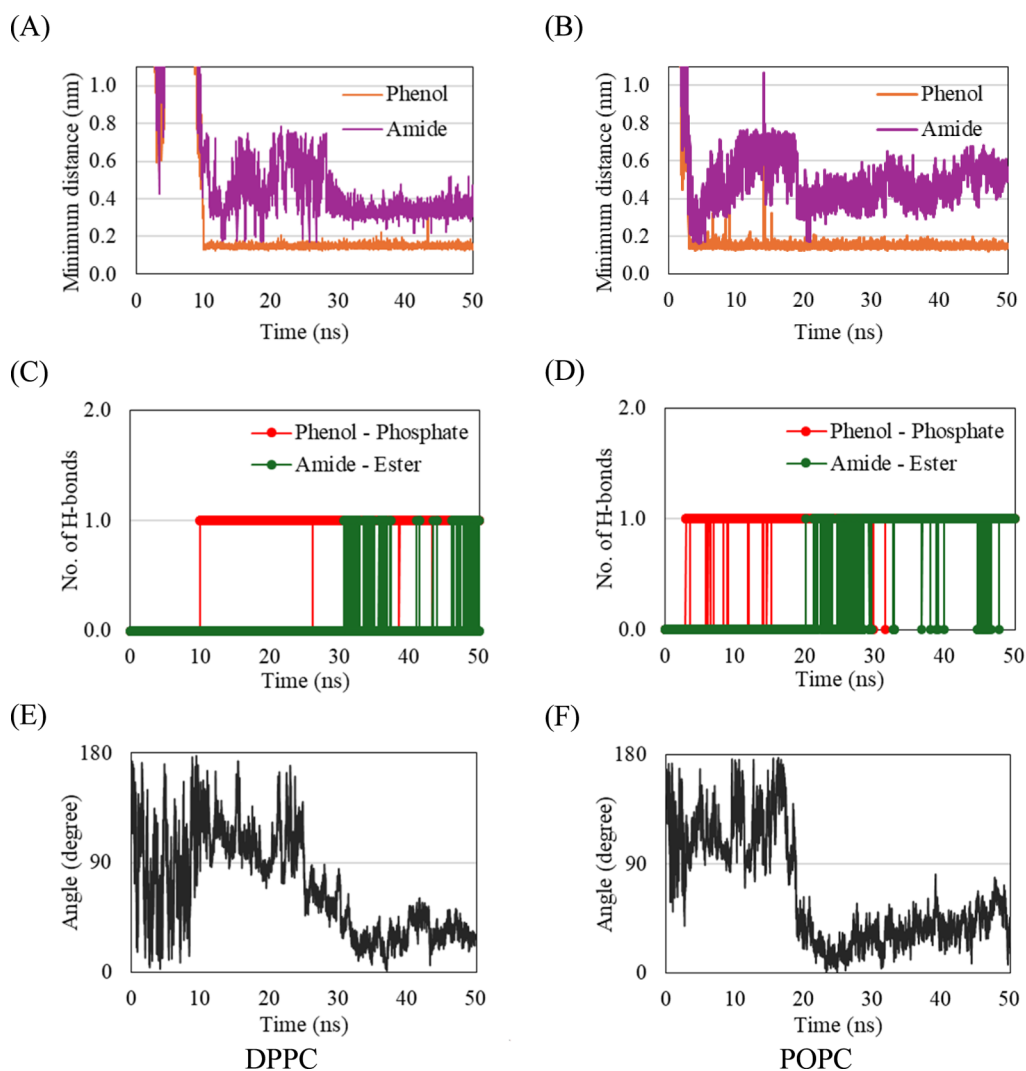 (A)
Minimum distance (nm)
1.0
0.8
0.6
0.4
0.2
0.0
Phenol
Amide
0 10 20 30 40 50
Time (ns)
(B)
Minimum distance (nm)
1.0
0.8
0.6
0.4
0.2
0.0
Phenol
Amide
0 10 20 30 40 50
Time (ns)
(C)
No. of H-bonds
2.0
1.0
0.0
Phenol - Phosphate
Amide - Ester
0 10 20 30 40 50
Time (ns)
(D)
No. of H-bonds
2.0
1.0
0.0
Phenol - Phosphate
Amide - Ester
0 10 20 30 40 50
Time (ns)
(E)
Angle (degree)
180
90
0
0 10 20 30 40 50
Time (ns)
DPPC
(F)
Angle (degree)
180
90
0
0 10 20 30 40 50
Time (ns)
POPC